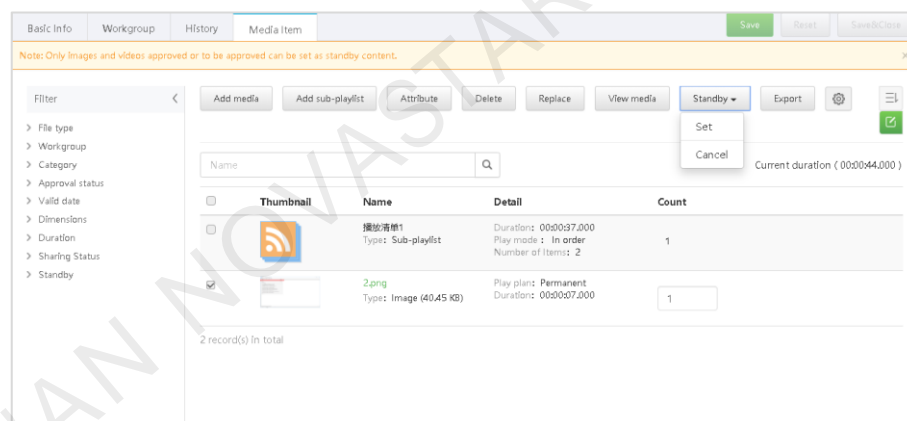 Basic Info Workgroup History Media Item Save Reset Save&Close
Note: Only images and videos approved or to be approved can be set as standby content. ×
Filter Add media Add sub-playlist Attribute Delete Replace View media Standby Export
File type
Set
Workgroup
Category
Cancel
Name
Current duration ( 00:00:44.000 )
Approval status
Valid date
Dimensions
Duration
Sharing Status
Standby
Thumbnail Name Detail Count
播放清单1
Type: Sub-playlist
Duration: 00:00:37.000
Play mode : In order
Number of items: 2
1
2.png
Type: Image (40.45 KB)
Play plan: Permanent
Duration: 00:00:07.000
1
2 record(s) in total
IAN NOVASTAR